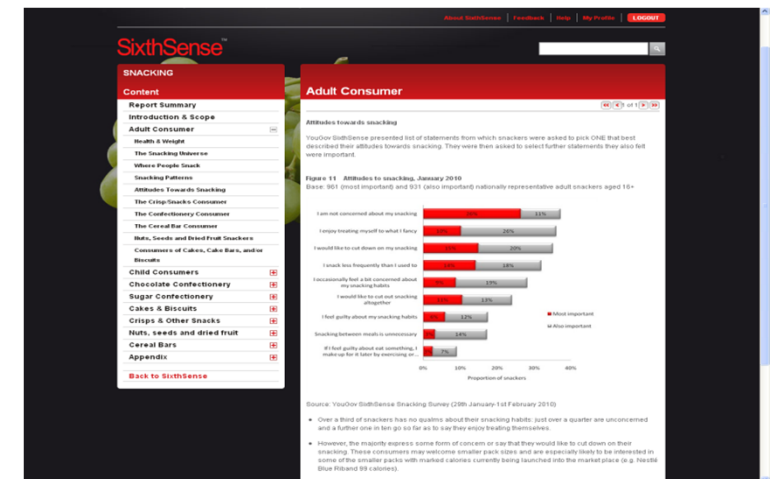 About SixthSense | Feedback | Help | My Profile | LOGOUT
SixthSense™
SNACKING
Content
Report Summary
Introduction & Scope
Adult Consumer
Health & Weight
The Snacking Universe
Where People Snack
Snacking Patterns
Attitudes Towards Snacking
The Crisp/Snacks Consumer
The Confectionery Consumer
The Cereal Bar Consumer
Nuts, Seeds and Dried Fruit Snackers
Consumers of Cakes, Cake Bars, and/or
Biscuits
Child Consumers
Chocolate Confectionery
Sugar Confectionery
Cakes & Biscuits
Crisps & Other Snacks
Nuts, seeds and dried fruit
Cereal Bars
Appendix
Back to SixthSense
Adult Consumer
of 1
Attitudes towards snacking
YouGov SixthSense presented list of statements from which snackers were asked to pick ONE that best
described their attitudes towards snacking. They were then asked to select further statements they also felt
were important.
Figure 11 Attitudes to snacking, January 2010
Base: 961 (most important) and 931 (also important) nationally representative adult snackers aged 16+
I am not concerned about my snacking 11%
I enjoy treating myself to what I fancy 26%
I would like to cut down on my snacking 20%
I snack less frequently than I used to 18%
I occasionally feel a bit concerned about
my snacking habits 19%
I would like to cut out snacking
altogether 13%
I feel guilty about my snacking habits 12%
Snacking between meals is unnecessary 14%
If I feel guilty about eat something, I
make up for it later by exercising or... 7%
Most important
Also important
0% 10% 20% 30% 40%
Proportion of snackers
Source: YouGov SixthSense Snacking Survey (28th January-1st February 2010)
Over a third of snackers has no qualms about their snacking habits: just over a quarter are unconcerned
and a further one in ten go so far as to say they enjoy treating themselves.
However, the majority express some form of concern or say that they would like to cut down on their
snacking. These consumers may welcome smaller pack sizes and are especially likely to be interested in
some of the smaller packs with marked calories currently being launched into the market place (e.g. Nestlé
Blue Riband 99 calories).